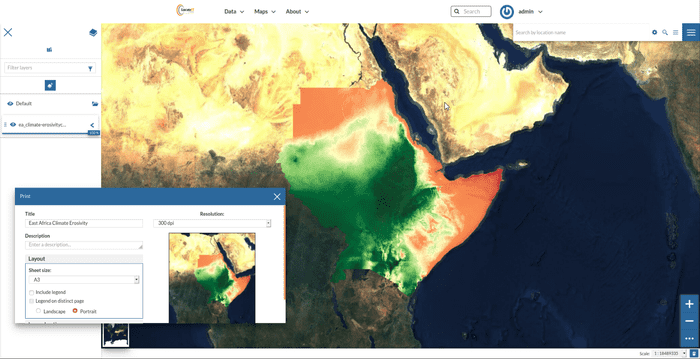 Data Maps About
Search
admin
Search by location name
Filter layers
Default
ea_climate-erosivityc...
Print
Title
Resolution:
East Africa Climate Erosivity
300 dpi
Description
Enter a description...
Layout
Sheet size:
A3
Include legend
Legend on distinct page
Landscape Portrait
Scale: 1 : 18489310